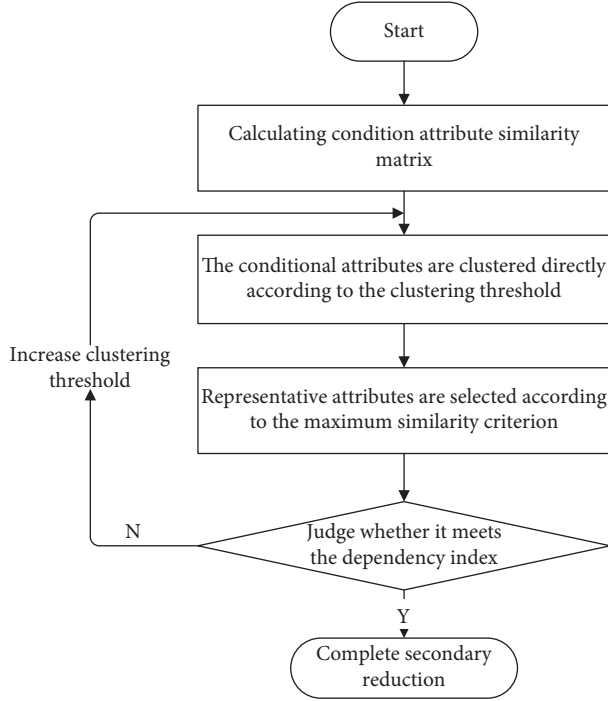 Start
Calculating condition attribute similarity
matrix
The conditional attributes are clustered directly
according to the clustering threshold
Increase clustering
threshold
Representative attributes are selected according
to the maximum similarity criterion
Judge whether it meets
the dependency index
N
Y
Complete secondary
reduction